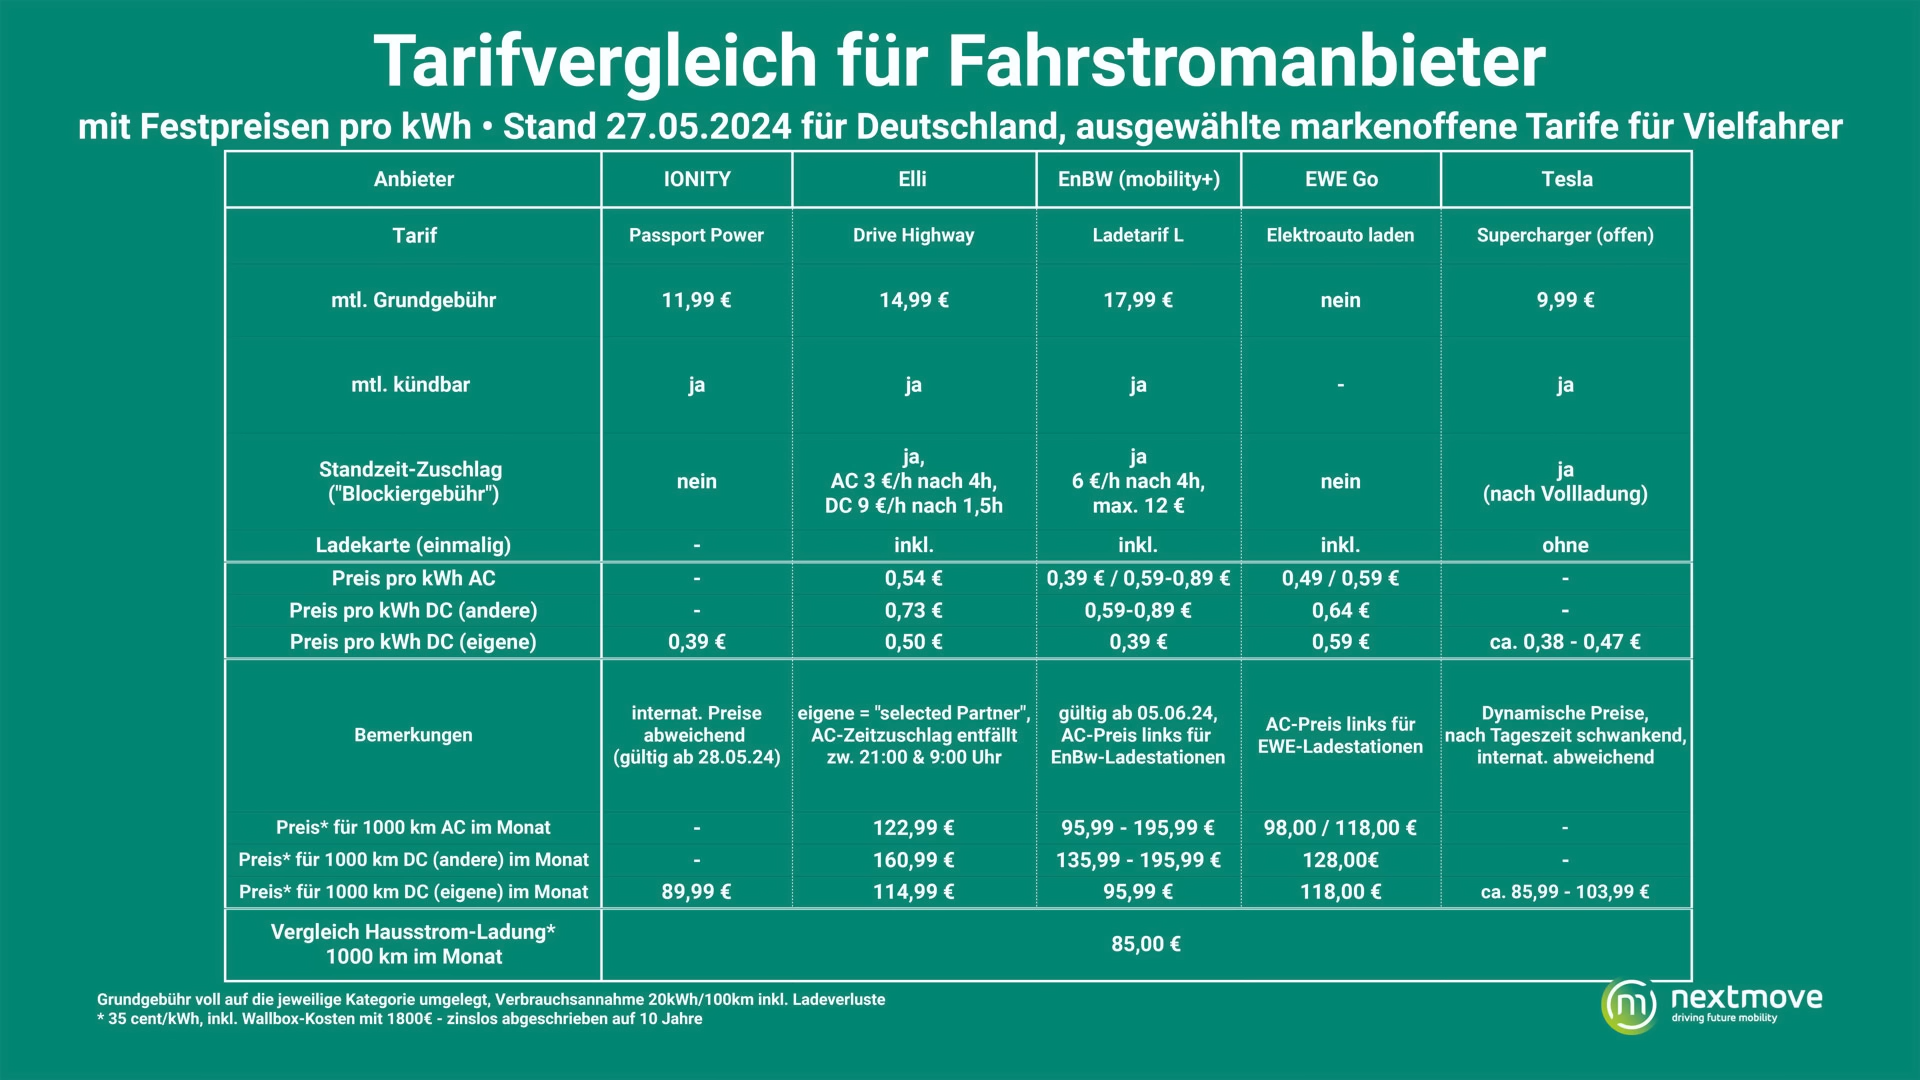 Tarifvergleich für Fahrstromanbieter
mit Festpreisen pro kWh • Stand 27.05.2024 für Deutschland, ausgewählte markenoffene Tarife für Vielfahrer
Anbieter IONITY Elli EnBW (mobility+) EWE Go Tesla
Tarif Passport Power Drive Highway Ladetarif L Elektroauto laden Supercharger (offen)
mtl. Grundgebühr 11,99 € 14,99 € 17,99 € nein 9,99 €
mtl. kündbar ja ja ja - ja
Standzeit-Zuschlag
("Blockiergebühr")
nein
ja,
AC 3 €/h nach 4h,
DC 9 €/h nach 1,5h
ja
6 €/h nach 4h,
max. 12 €
nein
ja
(nach Vollladung)
Ladekarte (einmalig) - inkl. inkl. inkl. ohne
Preis pro kWh AC - 0,54 € 0,39 € / 0,59-0,89 € 0,49 / 0,59 € -
Preis pro kWh DC (andere) - 0,73 € 0,59-0,89 € 0,64 € -
Preis pro kWh DC (eigene) 0,39 € 0,50 € 0,39 € 0,59 € ca. 0,38 - 0,47 €
Bemerkungen
internat. Preise
abweichend
(gültig ab 28.05.24)
eigene = "selected Partner",
AC-Zeitzuschlag entfällt
zw. 21:00 & 9:00 Uhr
gültig ab 05.06.24,
AC-Preis links für
EnBw-Ladestationen
AC-Preis links für
EWE-Ladestationen
Dynamische Preise,
nach Tageszeit schwankend,
internat. abweichend
Preis* für 1000 km AC im Monat - 122,99 € 95,99 - 195,99 € 98,00 / 118,00 € -
Preis* für 1000 km DC (andere) im Monat - 160,99 € 135,99 - 195,99 € 128,00€ -
Preis* für 1000 km DC (eigene) im Monat 89,99 € 114,99 € 95,99 € 118,00 € ca. 85,99 - 103,99 €
Vergleich Hausstrom-Ladung*
1000 km im Monat
85,00 €
Grundgebühr voll auf die jeweilige Kategorie umgelegt, Verbrauchsannahme 20kWh/100km inkl. Ladeverluste
* 35 cent/kWh, inkl. Wallbox-Kosten mit 1800€ - zinslos abgeschrieben auf 10 Jahre
m nextmove
driving future mobility